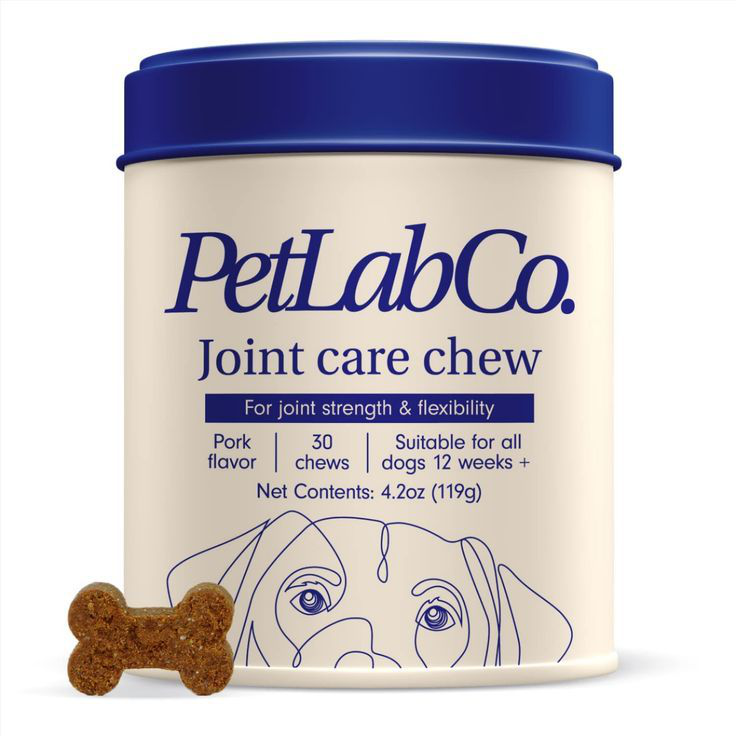 PetLabCo.
Joint care chew
For joint strength & flexibility
Pork flavor
30 chews
Suitable for all dogs 12 weeks +
Net Contents: 4.2oz (119g)